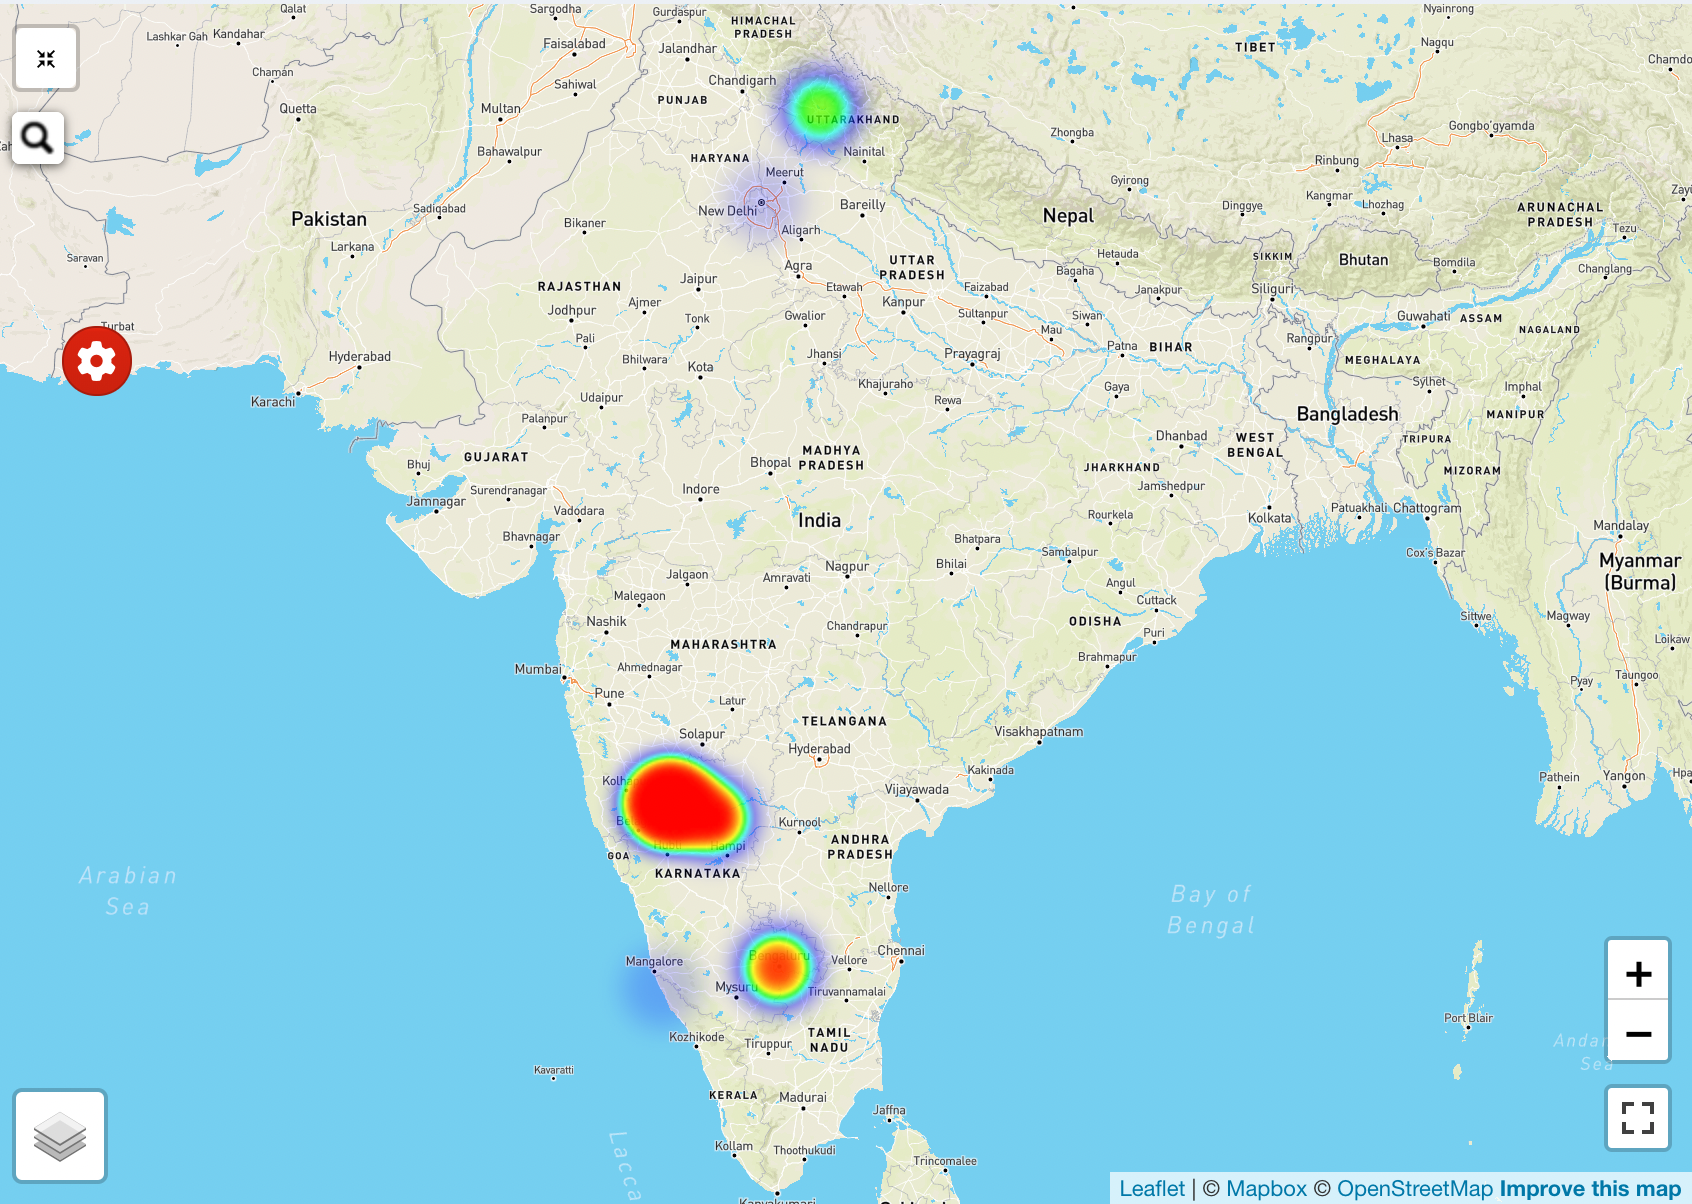 Qalat
Sargodha
Gurdaspur
HIMACHAL
PRADESH
Nyainrong
Lashkar Gah
Kandahar
Faisalabad
Jalandhar
TIBET
Nagqu
Chamdo
Chaman
Sahiwal
Chandigarh
PUNJAB
Quetta
Multan
UTTARAKHAND
Zhongba
Lhasa
Gongbo'gyamda
Bahawalpur
HARYANA
Nainital
Meerut
Rinbung
Gyirong
Kangmar
Lhozhag
Pakistan
Sadiqabad
Bikaner
New Delhi
Bareilly
Nepal
Dinggye
ARUNACHAL
PRADESH
Tezu
Larkana
Aligarh
Saravan
Agra
UTTAR
PRADESH
Hetauda
SIKKIM
Bhutan
Bomdila
Changlang
Bagaha
RAJASTHAN
Jaipur
Etawah
Faizabad
Janakpur
Siliguri
Jodhpur
Ajmer
Kanpur
Tonk
Gwalior
Sultanpur
Siwan
Guwahati
ASSAM
NAGALAND
Turbat
Mau
Pali
Rangpur
Hyderabad
Bhilwara
Kota
Jhansi
Prayagraj
Patna
BIHAR
MEGHALAYA
Khajuraho
Gaya
Sylhet
Imphal
Karachi
Udaipur
Rewa
Bangladesh
MANIPUR
Palanpur
Dhanbad
WEST
BENGAL
TRIPURA
GUJARAT
Bhuj
Bhopal
MADHYA
PRADESH
JHARKHAND
MIZORAM
Surendranagar
Indore
Jamshedpur
Jamnagar
Vadodara
India
Rourkela
Kolkata
Patuakhali
Chattogram
Mandalay
Bhavnagar
Bhatpara
Sambalpur
Cox's Bazar
Myanmar
(Burma)
Jalgaon
Amravati
Nagpur
Bhilai
Angul
Malegaon
Cuttack
Nashik
Chandrapur
ODISHA
Puri
Sittwe
Magway
Loikaw
MAHARASHTRA
Brahmapur
Mumbai
Ahmednagar
Pune
Latur
Pyay
Taungoo
TELANGANA
Solapur
Hyderabad
Visakhapatnam
Kakinada
Pathein
Yangon
Vijayawada
Kurnool
Hampi
ANDHRA
PRADESH
GOA
KARNATAKA
Arabian
Sea
Nellore
Bay of
Bengal
Mangalore
Bengaluru
Vellore
Chennai
Mysuru
Tiruvannamalai
Port Blair
Kozhikode
Tiruppur
TAMIL
NADU
Sea
Kavaratti
KERALA
Madurai
Jaffna
Kollam
Thoothukudi
Trincomalee
Lacca
+
−
Leaflet | © Mapbox © OpenStreetMap Improve this map